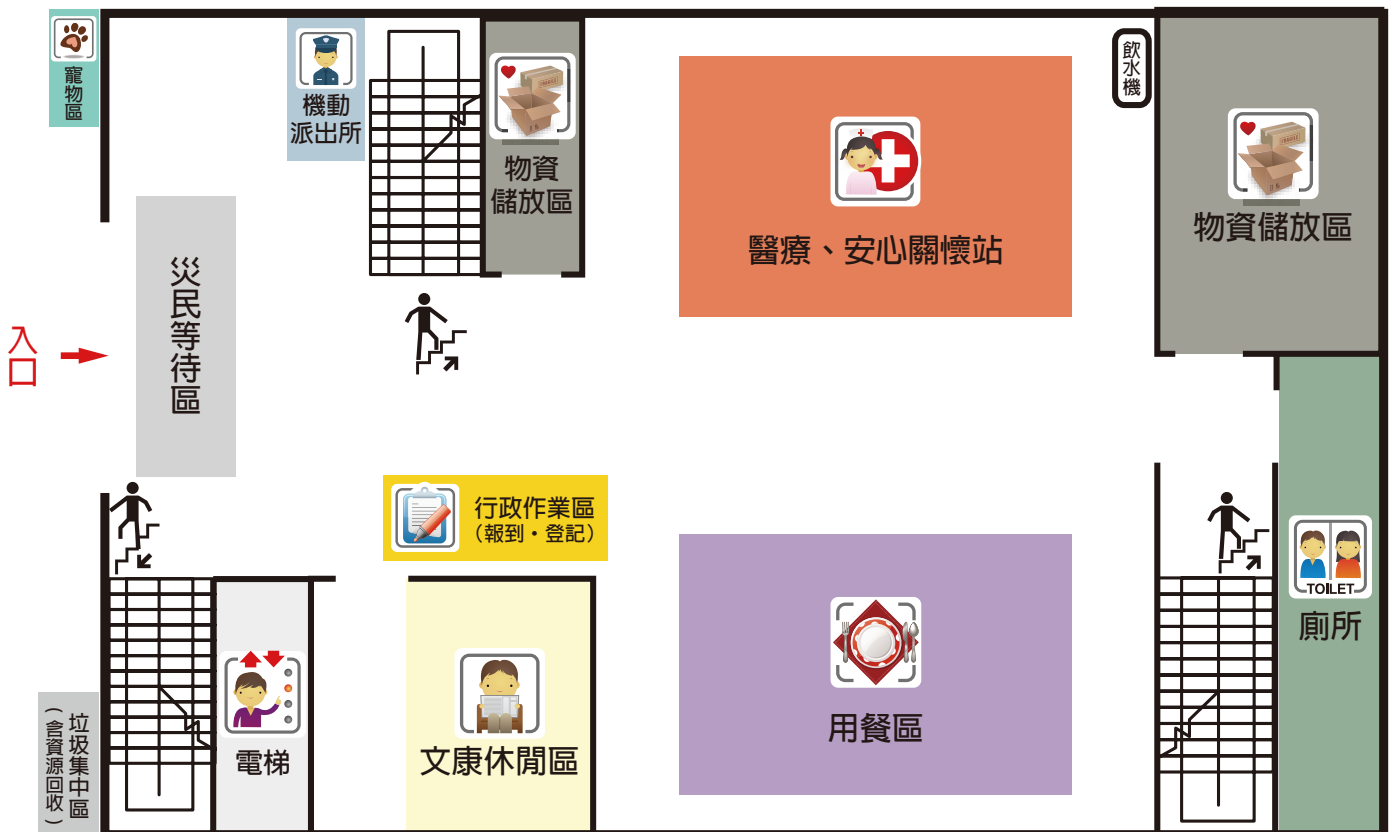 寵物區
機動
派出所
物資
儲放區
醫療、安心關懷站
飲水機
物資儲放區
災民等待區
入口
行政作業區
(報到・登記)
TOILET
廁所
用餐區
文康休閒區
電梯
垃圾集中區
(含資源回收)